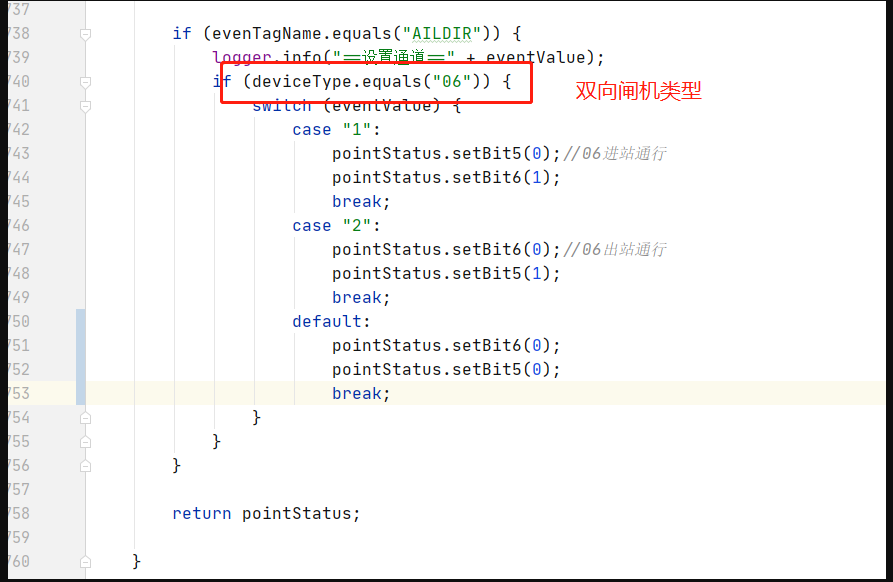 737
738 if (evenTagName.equals("AILDIR")) {
739 logger.info("==设置通道==" + eventValue);
740 if (deviceType.equals("06")) {
双向闸机类型
741 switch (eventValue) {
742 case "1":
743 pointStatus.setBit5(0);//06进站通行
744 pointStatus.setBit6(1);
745 break;
746 case "2":
747 pointStatus.setBit6(0);//06出站通行
748 pointStatus.setBit5(1);
749 break;
750 default:
751 pointStatus.setBit6(0);
752 pointStatus.setBit5(0);
753 break;
754 }
755 }
756 }
757
758 return pointStatus;
759
760 }